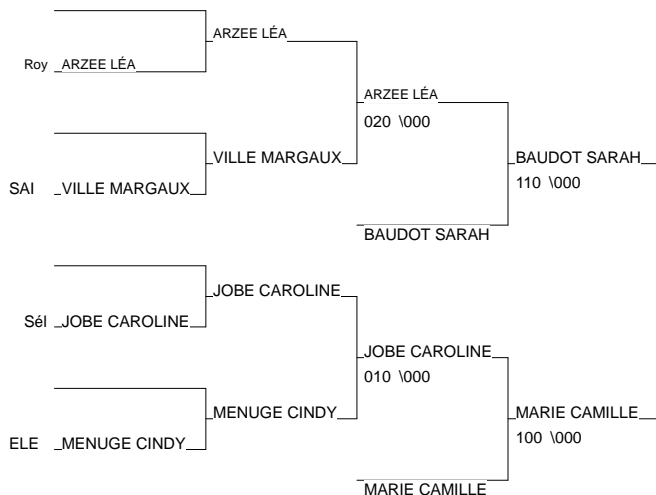 ARZEE LÉA
Roy ARZEE LÉA
ARZEE LÉA
020 \000
VILLE MARGAUX
BAUDOT SARAH
SAI VILLE MARGAUX
110 \000
BAUDOT SARAH
JOBE CAROLINE
Sél JOBE CAROLINE
JOBE CAROLINE
010 \000
MENUGE CINDY
MARIE CAMILLE
ELE MENUGE CINDY
100 \000
MARIE CAMILLE